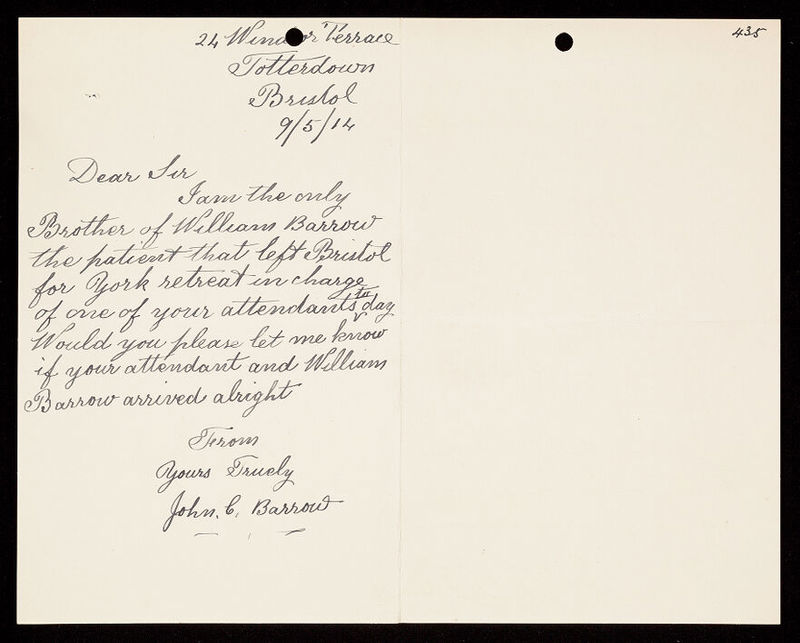 435
24 Windsor Terrace
Totterdown
Bristol
9/5/14
Dear Sir
I am the only
Brother of William Barrow
the patient that left Bristol
for York retreat in charge
of one of your attendants to day
Would you please let me know
if your attendant and William
Barrow arrived alright
From
Yours Truely
John. C. Barrow